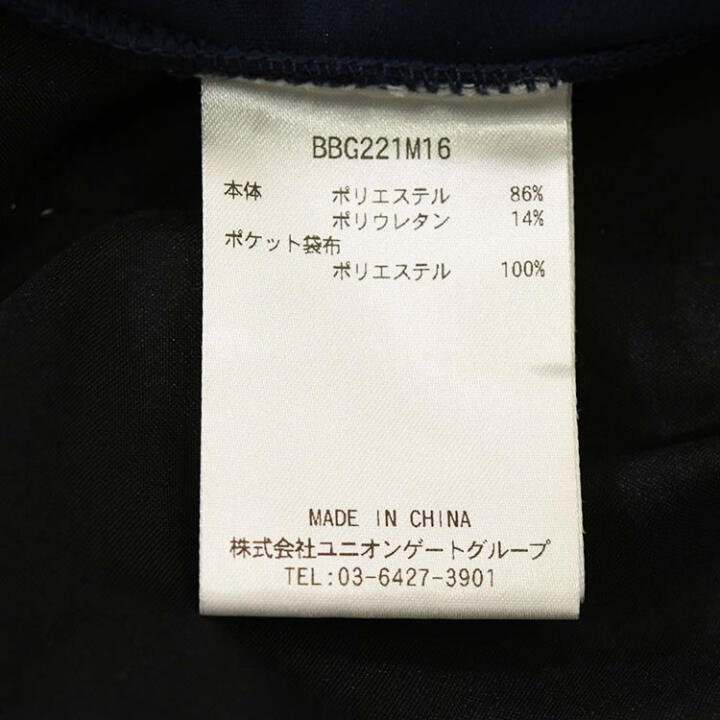 BBG221M16
本体 ポリエステル 86%
ポリウレタン 14%
ポケット袋布
ポリエステル 100%
MADE IN CHINA
株式会社ユニオンゲートグループ
TEL:03-6427-3901